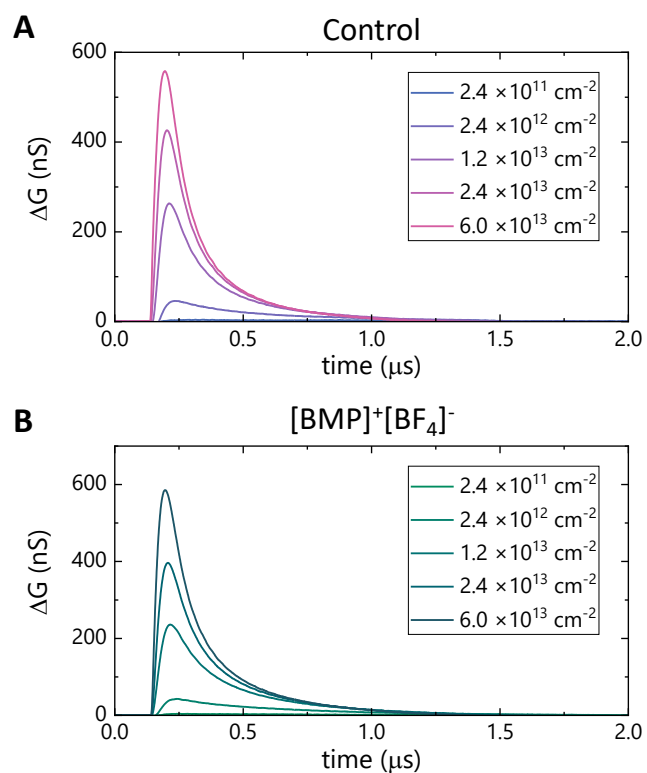 A
Control
600
400
200
0
ΔG (nS)
2.4 ×10¹¹ cm⁻²
2.4 ×10¹² cm⁻²
1.2 ×10¹³ cm⁻²
2.4 ×10¹³ cm⁻²
6.0 ×10¹³ cm⁻²
0.0 0.5 1.0 1.5 2.0
time (μs)
B
[BMP]⁺[BF₄]⁻
600
400
200
0
ΔG (nS)
2.4 ×10¹¹ cm⁻²
2.4 ×10¹² cm⁻²
1.2 ×10¹³ cm⁻²
2.4 ×10¹³ cm⁻²
6.0 ×10¹³ cm⁻²
0.0 0.5 1.0 1.5 2.0
time (μs)